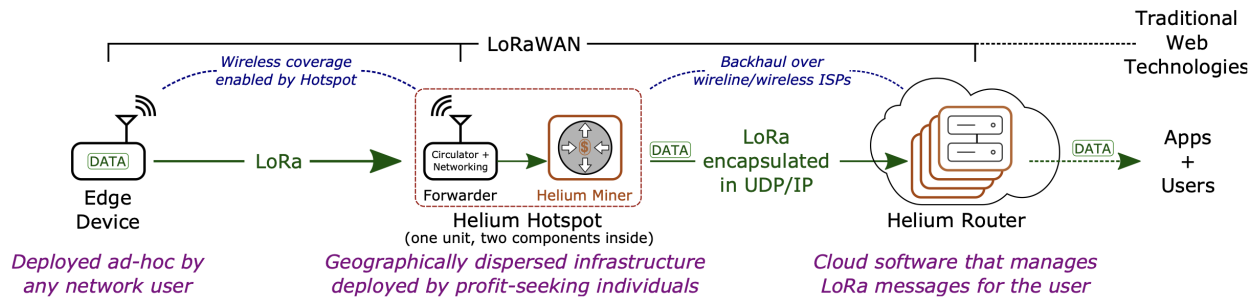 LoRaWAN
Traditional
Web
Technologies
Wireless coverage
enabled by Hotspot
Backhaul over
wireline/wireless ISPs
DATA
LoRa
Circulator +
Networking
Forwarder
$
Helium Miner
DATA
LoRa
encapsulated
in UDP/IP
DATA
Apps
+
Users
Edge
Device
Helium Hotspot
(one unit, two components inside)
Helium Router
Deployed ad-hoc by
any network user
Geographically dispersed infrastructure
deployed by profit-seeking individuals
Cloud software that manages
LoRa messages for the user